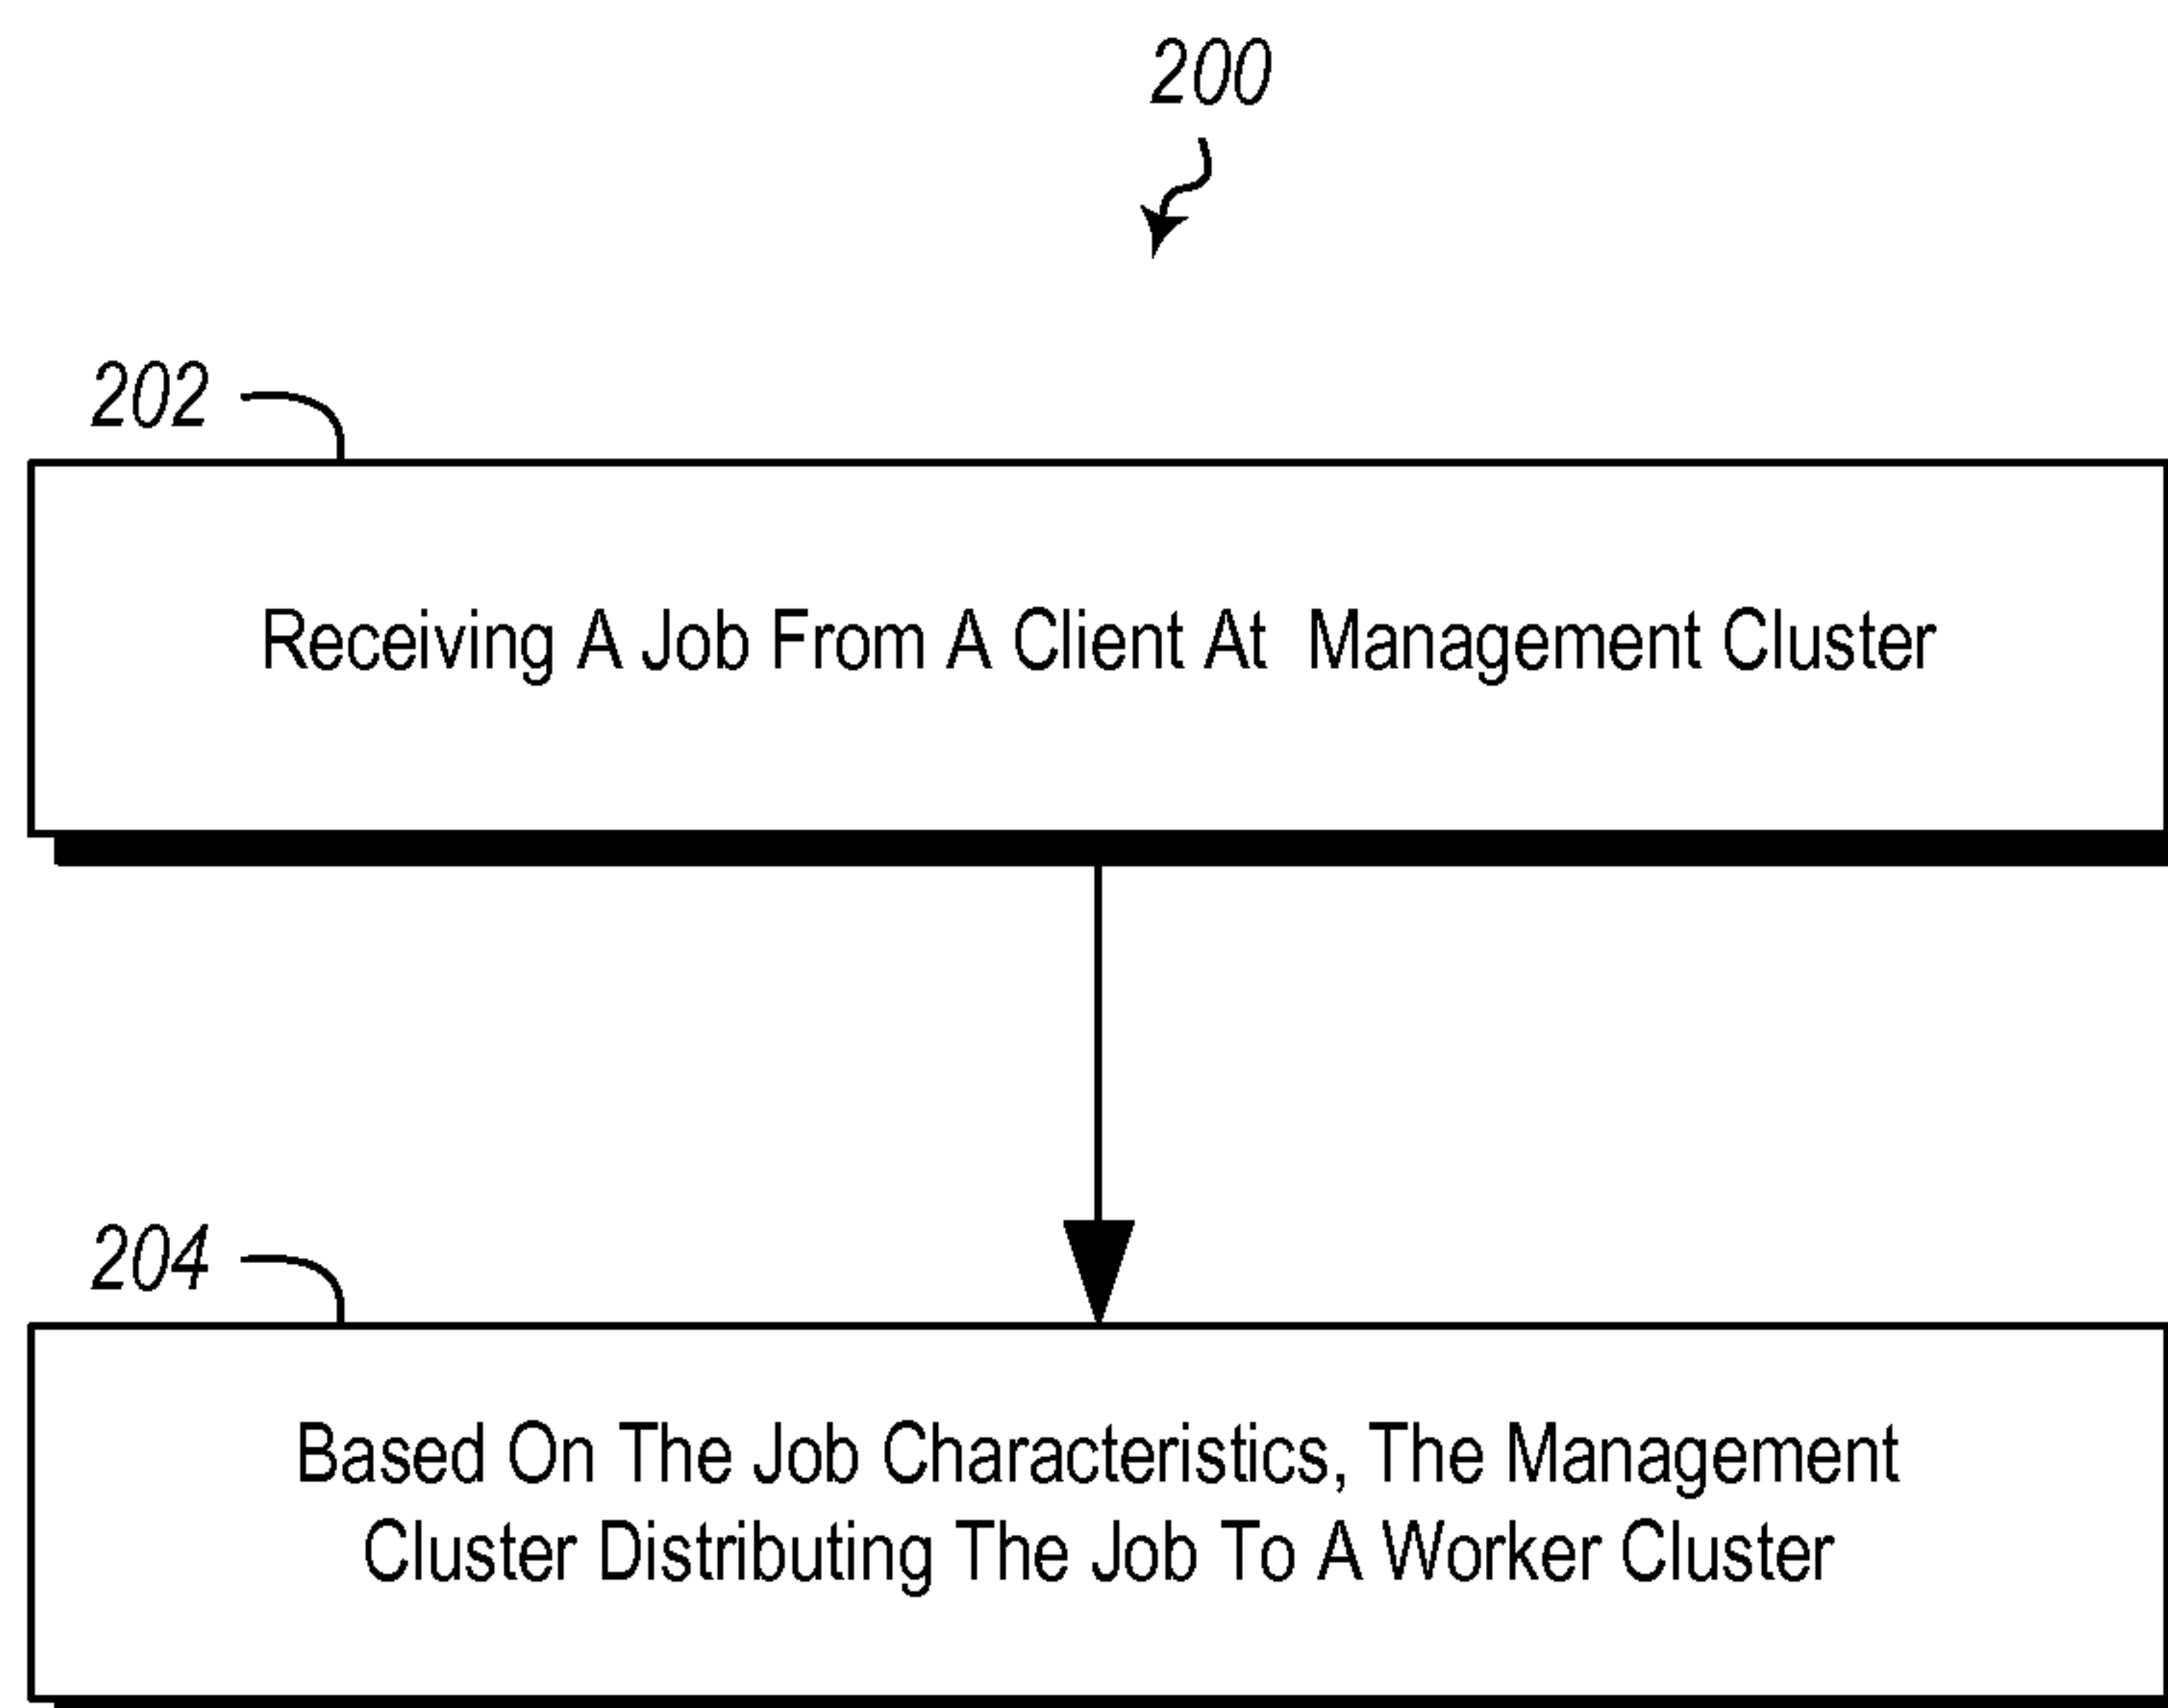 200
202
Receiving A Job From A Client At Management Cluster
204
Based On The Job Characteristics, The Management
Cluster Distributing The Job To A Worker Cluster